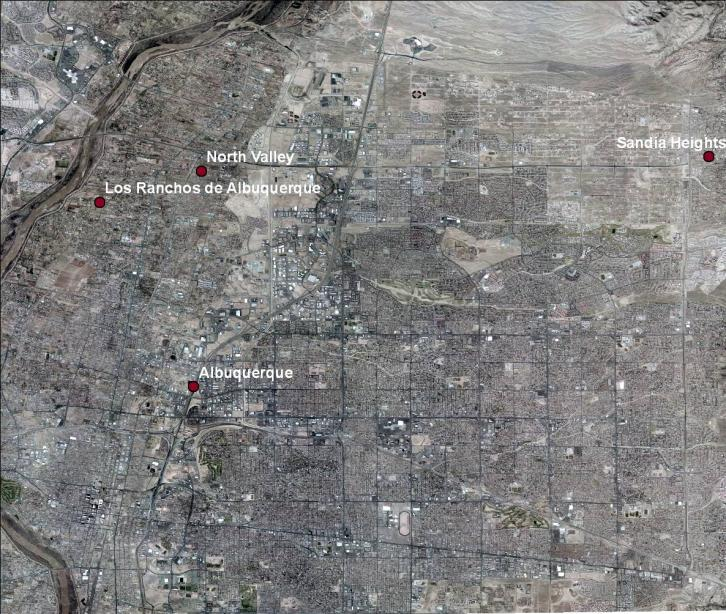 Sandia Heights
North Valley
Los Ranchos de Albuquerque
Albuquerque